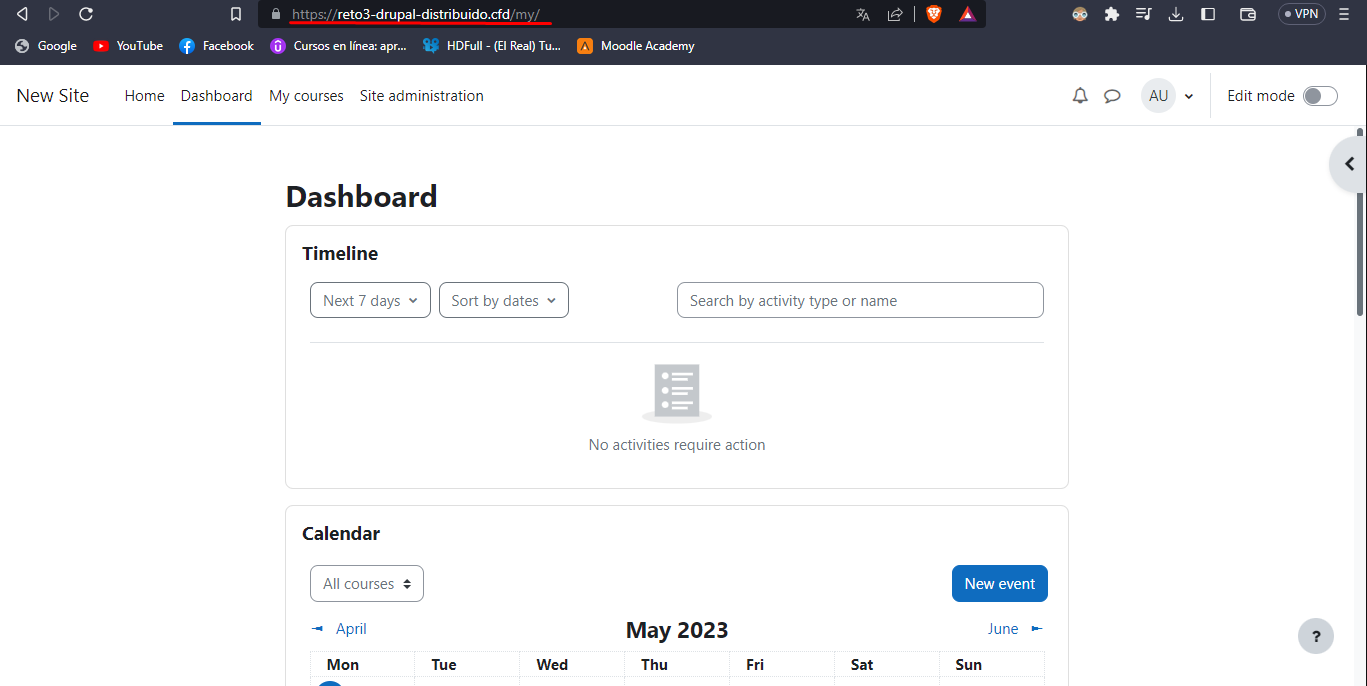 https://reto3-drupal-distribuido.cfd/my/
VPN
Google YouTube Facebook Cursos en línea: apr... HDFull - (El Real) Tu... Moodle Academy
New Site Home Dashboard My courses Site administration AU Edit mode
Dashboard
Timeline
Next 7 days Sort by dates Search by activity type or name
No activities require action
Calendar
All courses New event
April May 2023 June
?
Mon Tue Wed Thu Fri Sat Sun